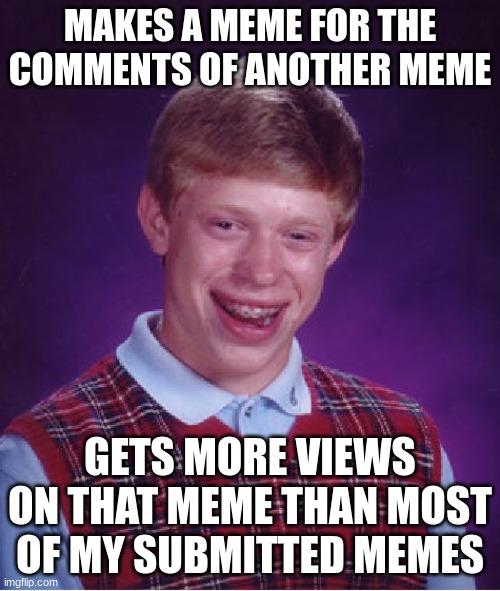 MAKES A MEME FOR THE
COMMENTS OF ANOTHER MEME
GETS MORE VIEWS
ON THAT MEME THAN MOST
OF MY SUBMITTED MEMES
imgflip.com